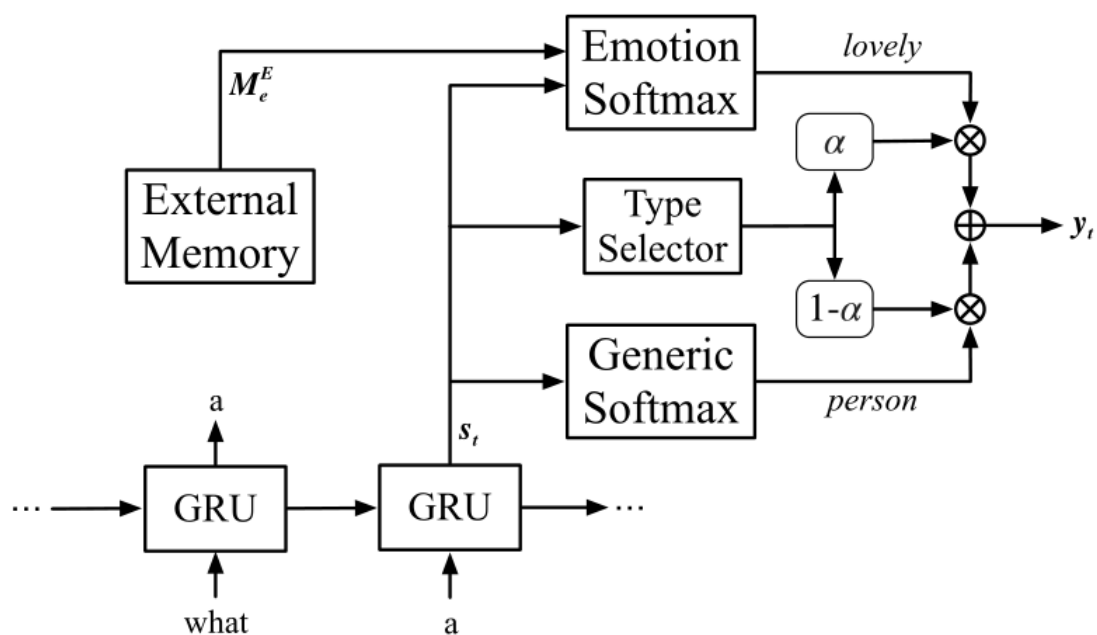 Emotion
Softmax
lovely
M_e^E
α
External
Memory
Type
Selector
y_t
1-α
Generic
Softmax
person
a
s_t
...
GRU
GRU
...
what
a